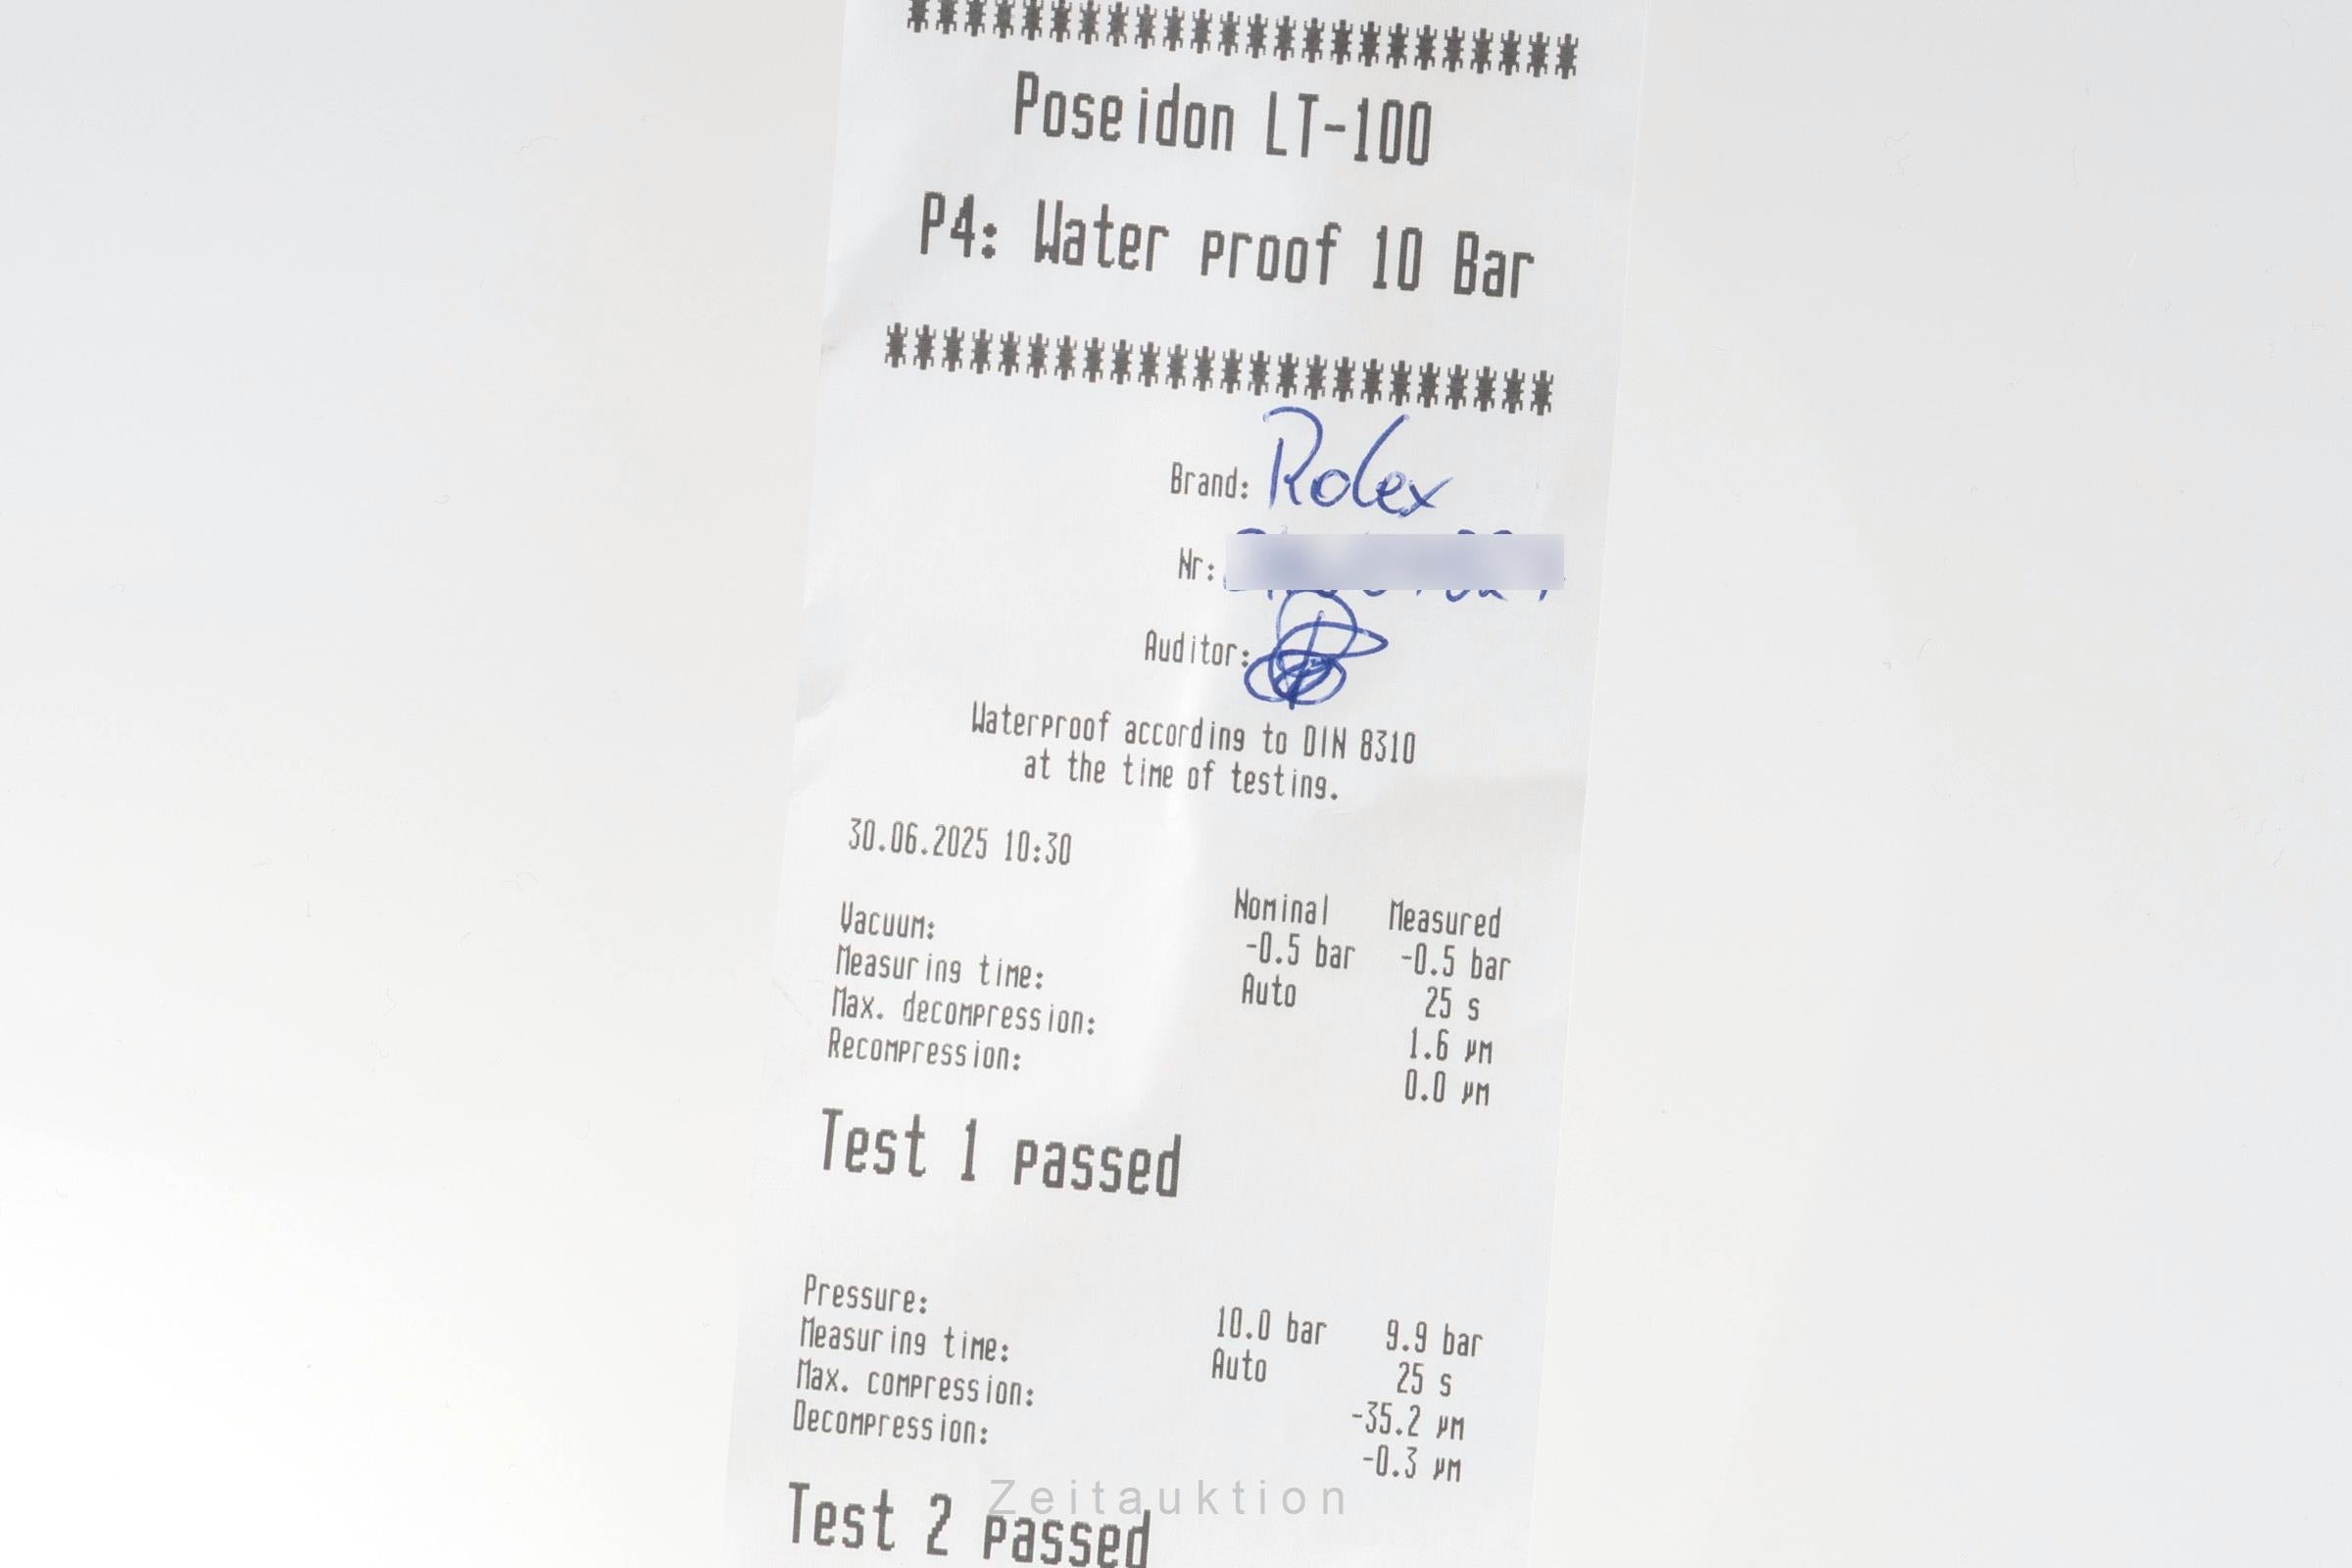 ************************
Poseidon LT-100
P4: Water proof 10 Bar
************************
Brand: Rolex
Nr:
Auditor:
Waterproof according to DIN 8310
at the time of testing.
30.06.2025 10:30
Nominal Measured
Vacuum: -0.5 bar -0.5 bar
Measuring time: Auto 25 s
Max. decompression: 1.6 µm
Recompression: 0.0 µm
Test 1 passed
Pressure: 10.0 bar 9.9 bar
Measuring time: Auto 25 s
Max. compression: -35.2 µm
Decompression: -0.3 µm
Zeitauktion
Test 2 passed